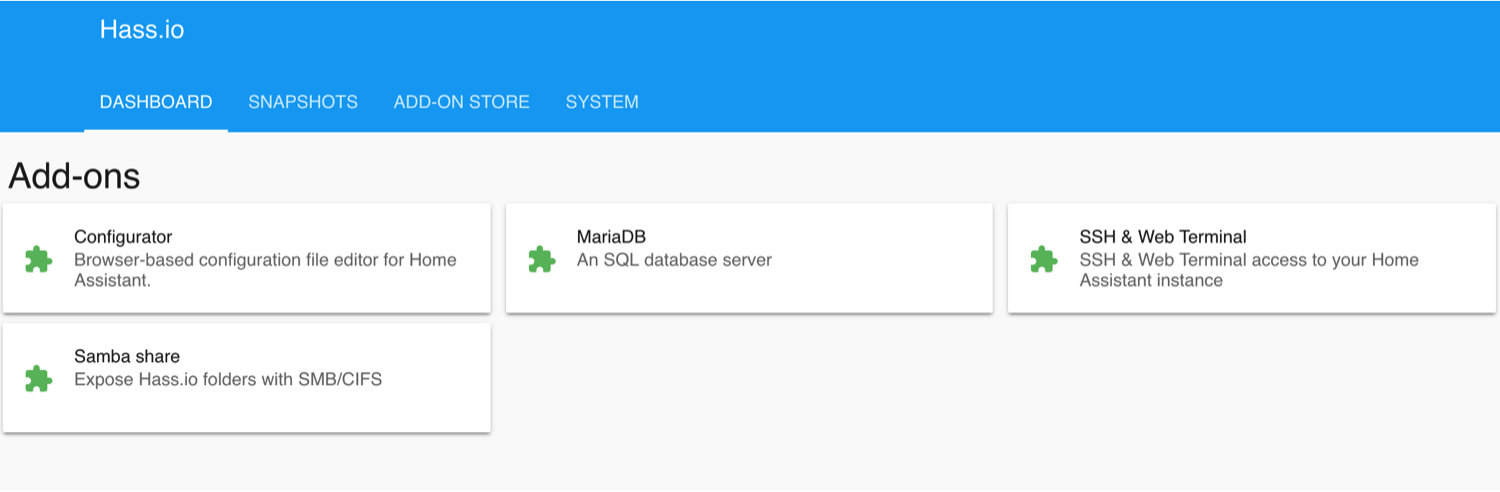 Hass.io
DASHBOARD SNAPSHOTS ADD-ON STORE SYSTEM
Add-ons
Configurator
Browser-based configuration file editor for Home
Assistant.
MariaDB
An SQL database server
SSH & Web Terminal
SSH & Web Terminal access to your Home
Assistant instance
Samba share
Expose Hass.io folders with SMB/CIFS